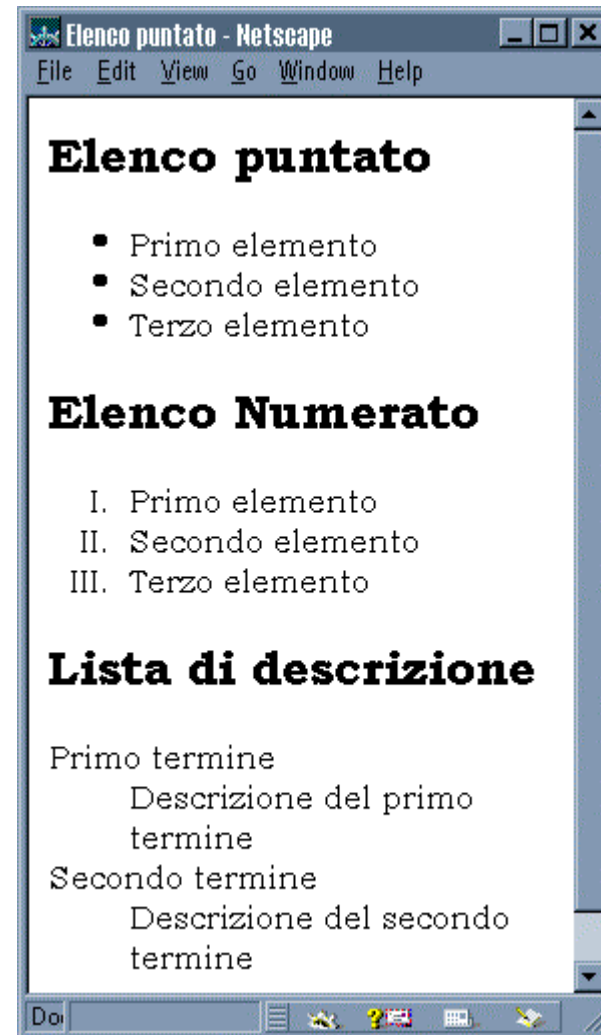 Elenco puntato - Netscape
File Edit View Go Window Help
Elenco puntato
• Primo elemento
• Secondo elemento
• Terzo elemento
Elenco Numerato
I. Primo elemento
II. Secondo elemento
III. Terzo elemento
Lista di descrizione
Primo termine
Descrizione del primo
termine
Secondo termine
Descrizione del secondo
termine